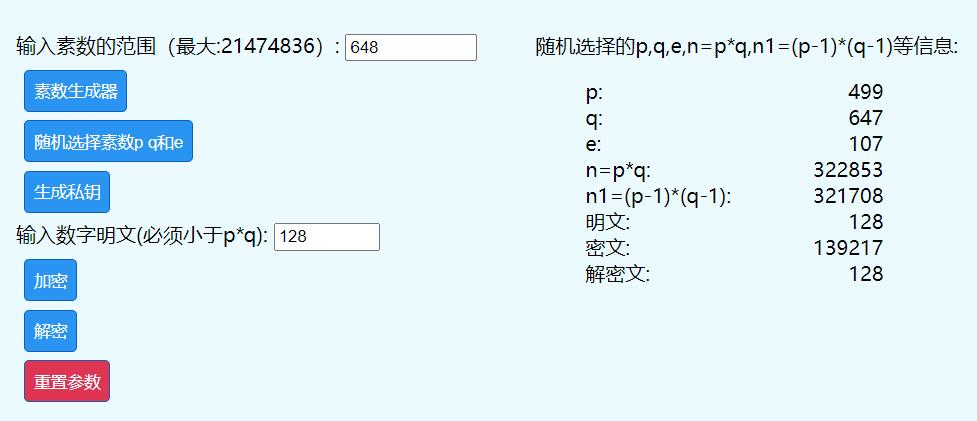 输入素数的范围（最大:21474836）: 648
素数生成器
随机选择素数p q和e
生成私钥
输入数字明文(必须小于p*q): 128
加密
解密
重置参数
随机选择的p,q,e,n=p*q,n1=(p-1)*(q-1)等信息:
p: 499
q: 647
e: 107
n=p*q: 322853
n1=(p-1)*(q-1): 321708
明文: 128
密文: 139217
解密文: 128